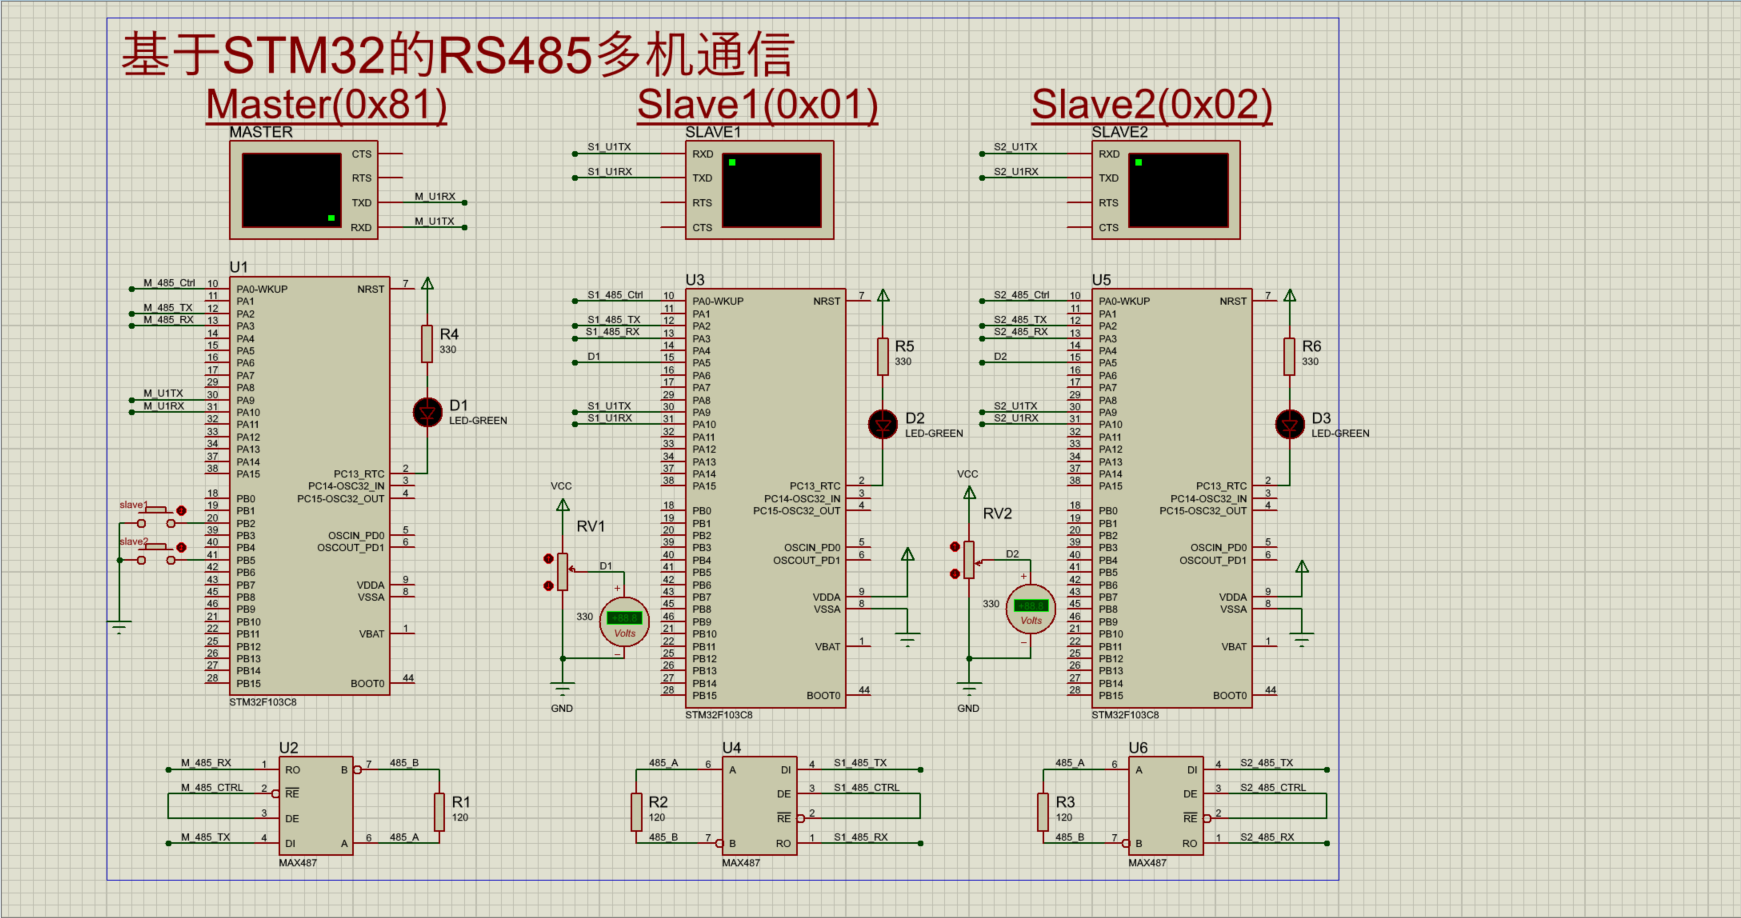 基于STM32的RS485多机通信
Master(0x81)
Slave1(0x01)
Slave2(0x02)
MASTER
CTS
RTS
TXD
RXD
M_U1RX
M_U1TX
SLAVE1
S1_U1TX
S1_U1RX
RXD
TXD
RTS
CTS
SLAVE2
S2_U1TX
S2_U1RX
RXD
TXD
RTS
CTS
U1
M_485_Ctrl
M_485_TX
M_485_RX
M_U1TX
M_U1RX
10 PA0-WKUP
11 PA1
12 PA2
13 PA3
14 PA4
15 PA5
16 PA6
17 PA7
29 PA8
30 PA9
31 PA10
32 PA11
33 PA12
34 PA13
37 PA14
38 PA15
18 PB0
19 PB1
20 PB2
39 PB3
40 PB4
41 PB5
42 PB6
43 PB7
45 PB8
46 PB9
21 PB10
22 PB11
25 PB12
26 PB13
27 PB14
28 PB15
NRST 7
PC13_RTC 2
PC14-OSC32_IN 3
PC15-OSC32_OUT 4
OSCIN_PD0 5
OSCOUT_PD1 6
VDDA 9
VSSA 8
VBAT 1
BOOT0 44
STM32F103C8
R4
330
D1
LED-GREEN
slave1
slave2
U3
S1_485_Ctrl
S1_485_TX
S1_485_RX
D1
S1_U1TX
S1_U1RX
10 PA0-WKUP
11 PA1
12 PA2
13 PA3
14 PA4
15 PA5
16 PA6
17 PA7
29 PA8
30 PA9
31 PA10
32 PA11
33 PA12
34 PA13
37 PA14
38 PA15
18 PB0
19 PB1
20 PB2
39 PB3
40 PB4
41 PB5
42 PB6
43 PB7
45 PB8
46 PB9
21 PB10
22 PB11
25 PB12
26 PB13
27 PB14
28 PB15
NRST 7
PC13_RTC 2
PC14-OSC32_IN 3
PC15-OSC32_OUT 4
OSCIN_PD0 5
OSCOUT_PD1 6
VDDA 9
VSSA 8
VBAT 1
BOOT0 44
STM32F103C8
R5
330
D2
LED-GREEN
VCC
RV1
D1
330
+
Volts
−
GND
U5
S2_485_Ctrl
S2_485_TX
S2_485_RX
D2
S2_U1TX
S2_U1RX
10 PA0-WKUP
11 PA1
12 PA2
13 PA3
14 PA4
15 PA5
16 PA6
17 PA7
29 PA8
30 PA9
31 PA10
32 PA11
33 PA12
34 PA13
37 PA14
38 PA15
18 PB0
19 PB1
20 PB2
39 PB3
40 PB4
41 PB5
42 PB6
43 PB7
45 PB8
46 PB9
21 PB10
22 PB11
25 PB12
26 PB13
27 PB14
28 PB15
NRST 7
PC13_RTC 2
PC14-OSC32_IN 3
PC15-OSC32_OUT 4
OSCIN_PD0 5
OSCOUT_PD1 6
VDDA 9
VSSA 8
VBAT 1
BOOT0 44
STM32F103C8
R6
330
D3
LED-GREEN
VCC
RV2
D2
330
+
Volts
−
GND
U2
M_485_RX 1 RO
M_485_CTRL 2 RE
3 DE
M_485_TX 4 DI
B 7 485_B
A 6 485_A
MAX487
R1
120
U4
485_A 6 A
485_B 7 B
DI 4 S1_485_TX
DE 3 S1_485_CTRL
RE 2
RO 1 S1_485_RX
MAX487
R2
120
U6
485_A 6 A
485_B 7 B
DI 4 S2_485_TX
DE 3 S2_485_CTRL
RE 2
RO 1 S2_485_RX
MAX487
R3
120